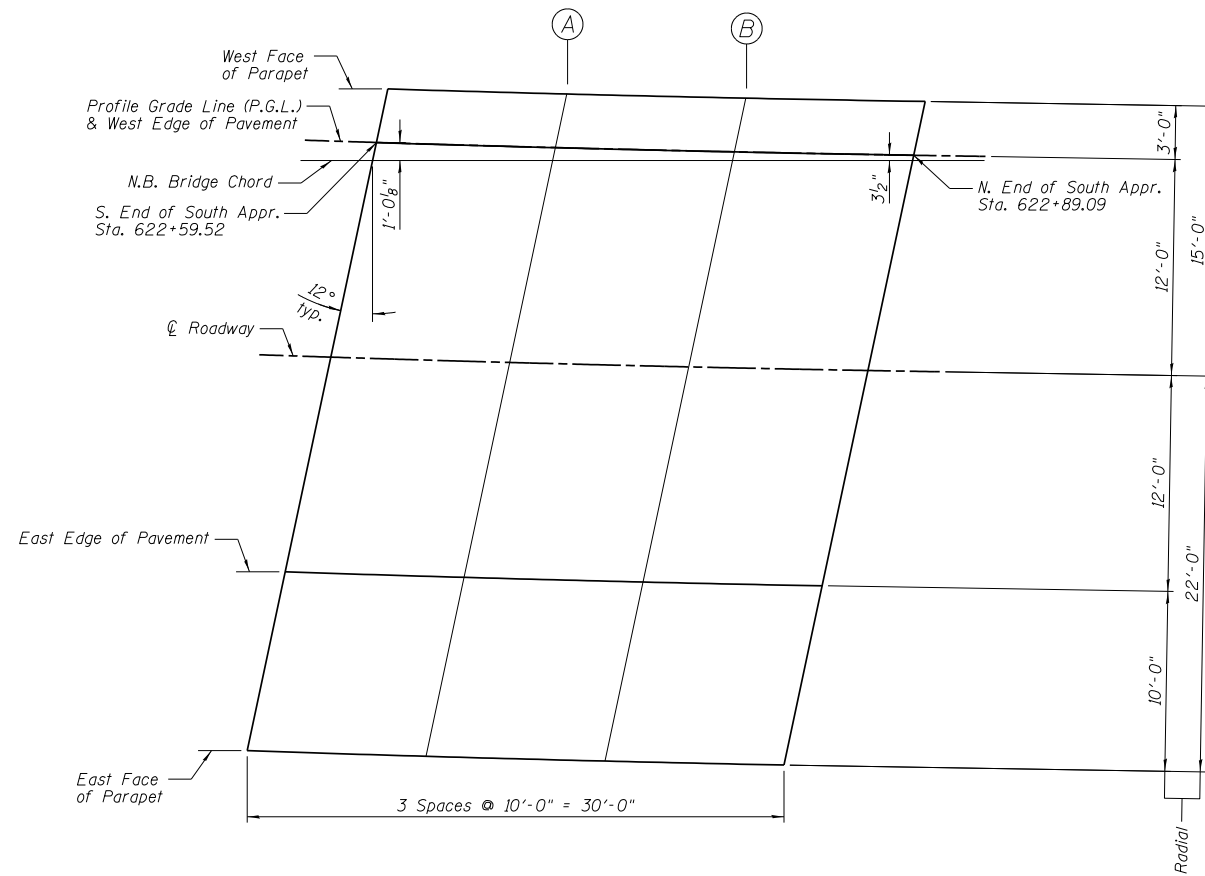 A
B
West Face
of Parapet
Profile Grade Line (P.G.L.)
& West Edge of Pavement
N.B. Bridge Chord
S. End of South Appr.
Sta. 622+59.52
1'-0⅛"
3½"
N. End of South Appr.
Sta. 622+89.09
3'-0"
12'-0"
15'-0"
12°
typ.
℄ Roadway
12'-0"
22'-0"
East Edge of Pavement
10'-0"
East Face
of Parapet
3 Spaces @ 10'-0" = 30'-0"
Radial